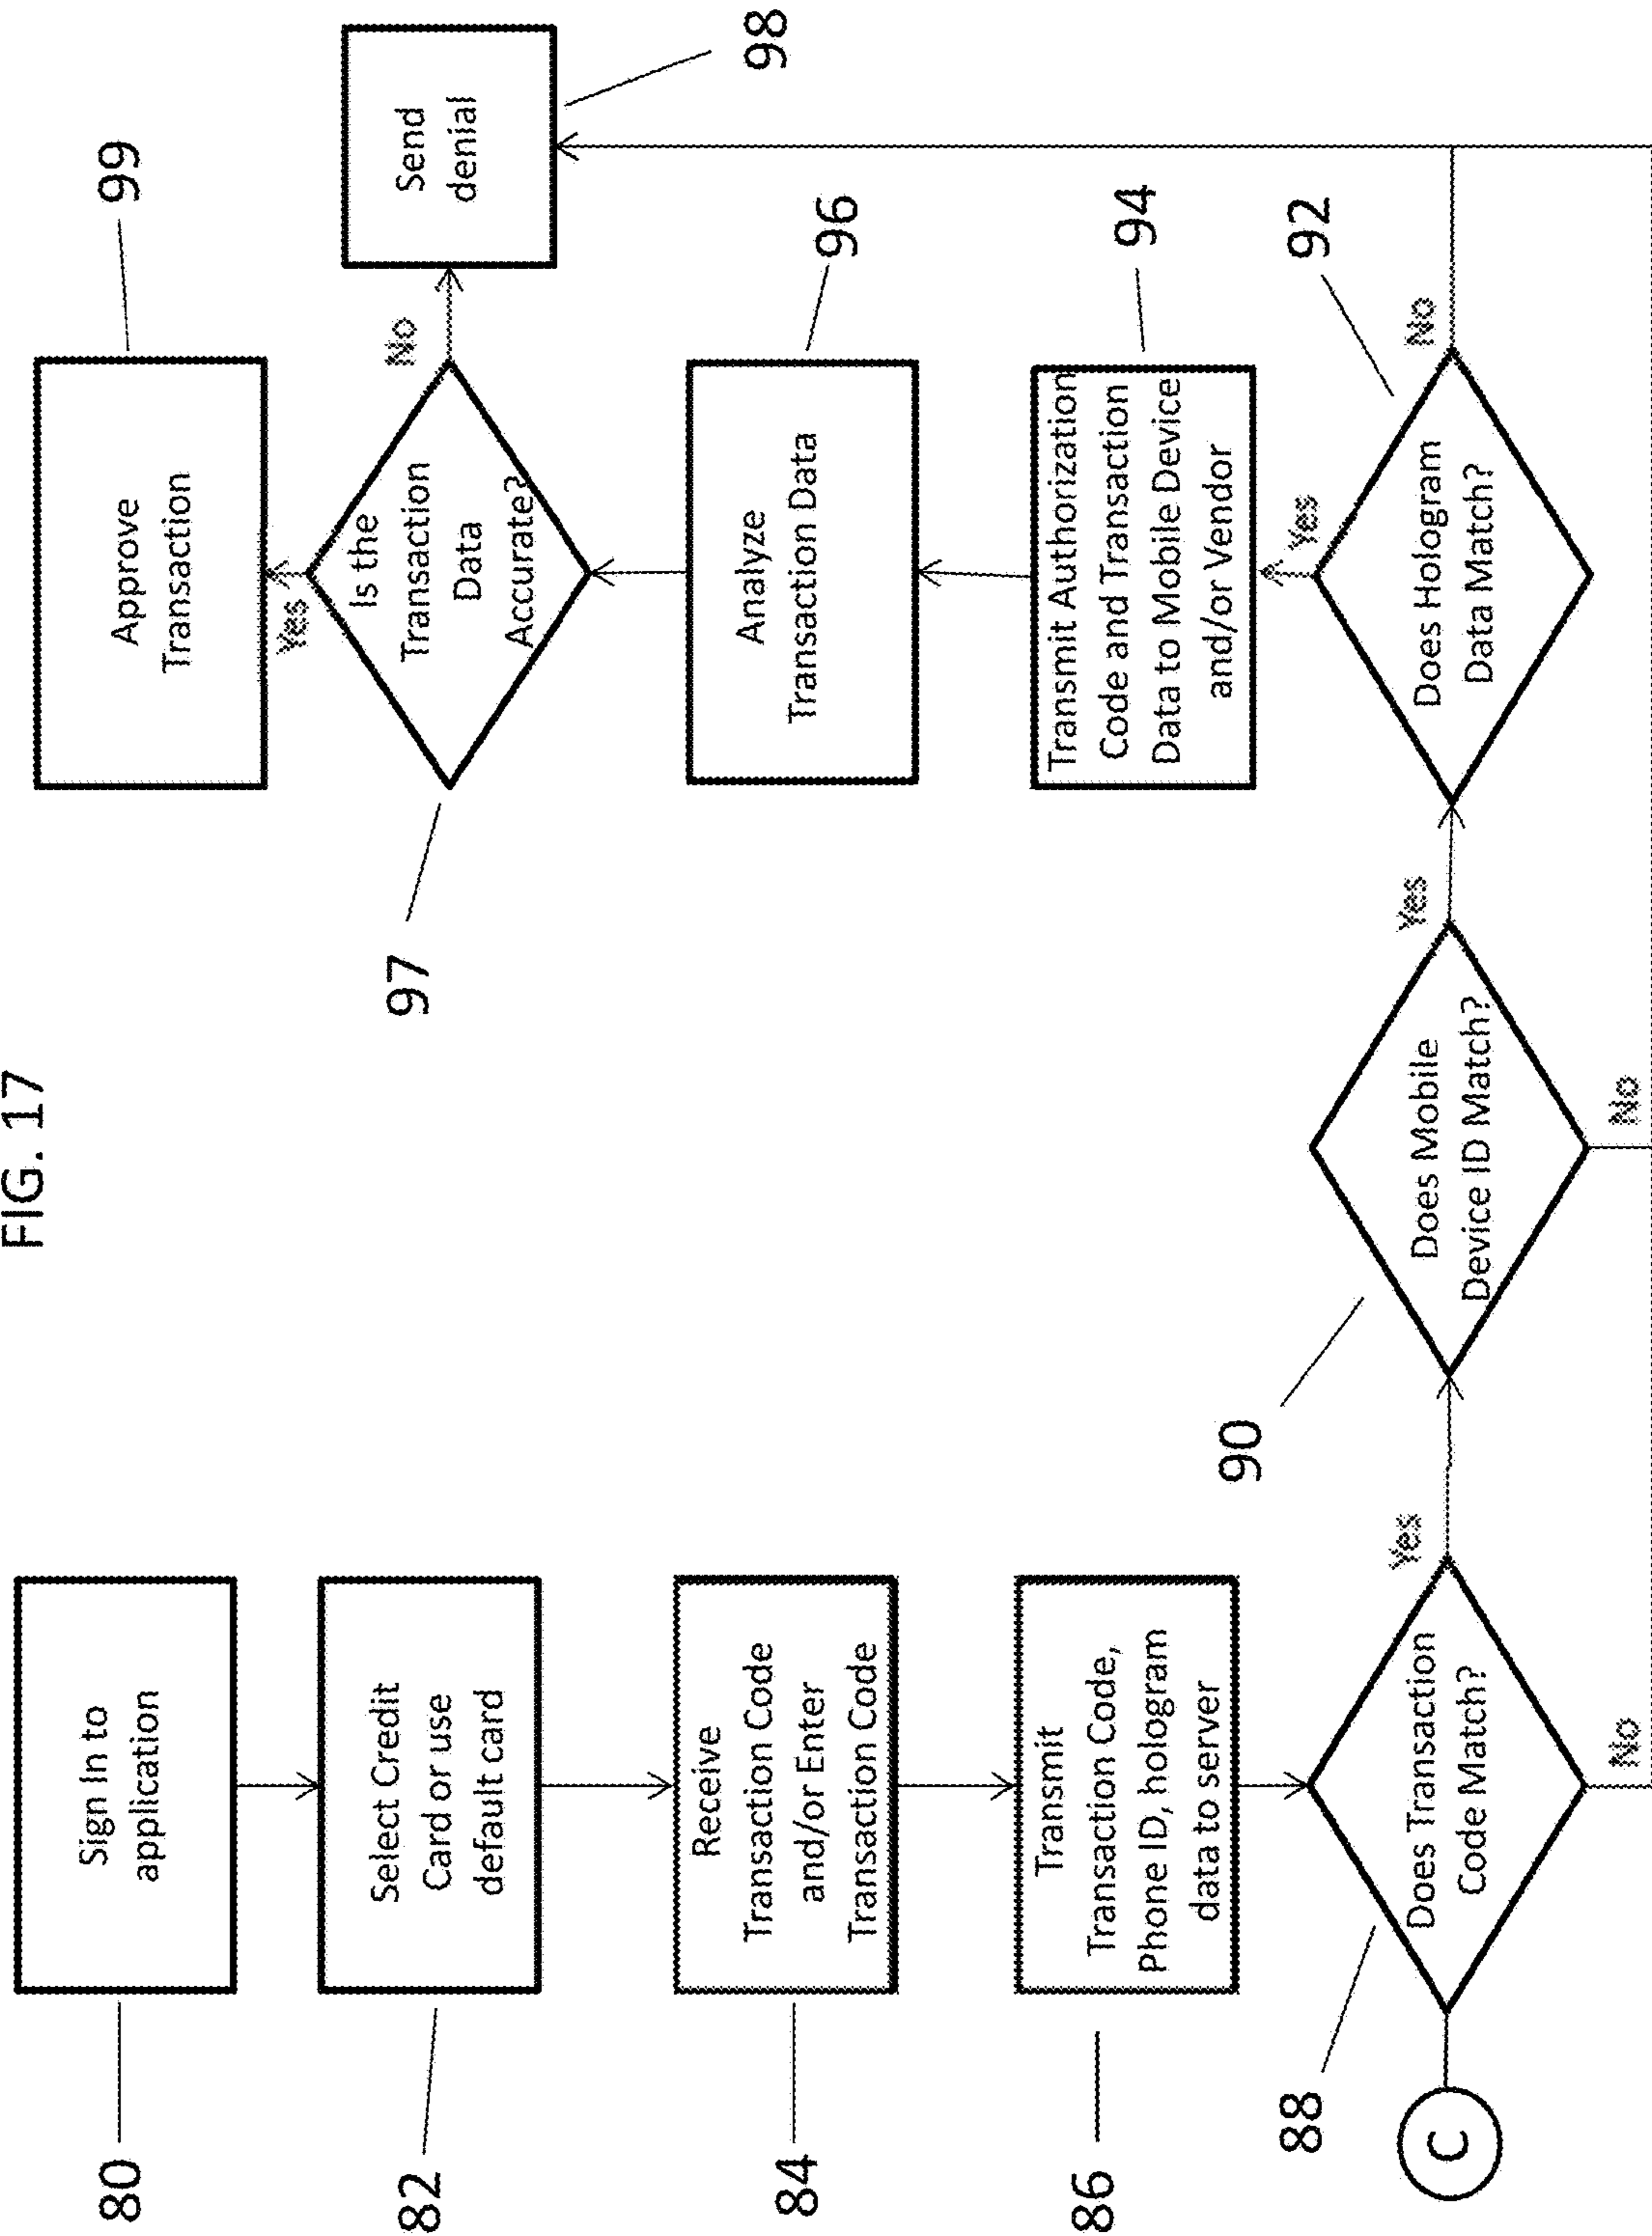 FIG. 17
80
Sign In to
application
82
Select Credit
Card or use
default card
84
Receive
Transaction Code
and/or Enter
Transaction Code
86
Transmit
Transaction Code,
Phone ID, hologram
data to server
88
C
Does Transaction
Code Match?
Yes
No
90
Does Mobile
Device ID Match?
Yes
No
92
Does Hologram
Data Match?
Yes
No
94
Transmit Authorization
Code and Transaction
Data to Mobile Device
and/or Vendor
96
Analyze
Transaction Data
97
Is the
Transaction
Data
Accurate?
Yes
No
98
Send
denial
99
Approve
Transaction